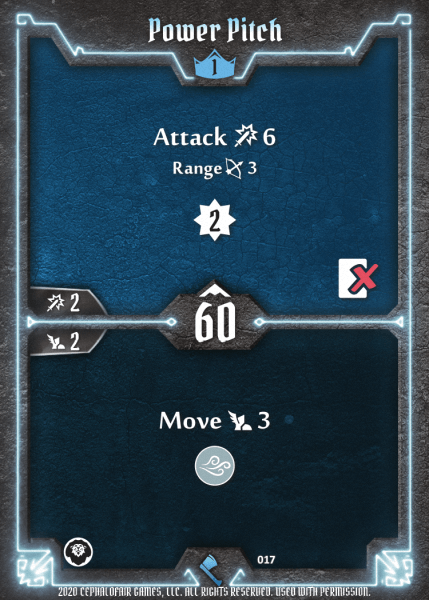 Power Pitch
1
Attack 6
Range 3
2
2
60
2
Move 3
017
2020 CEPHALOFAIR GAMES, LLC. ALL RIGHTS RESERVED. USED WITH PERMISSION.